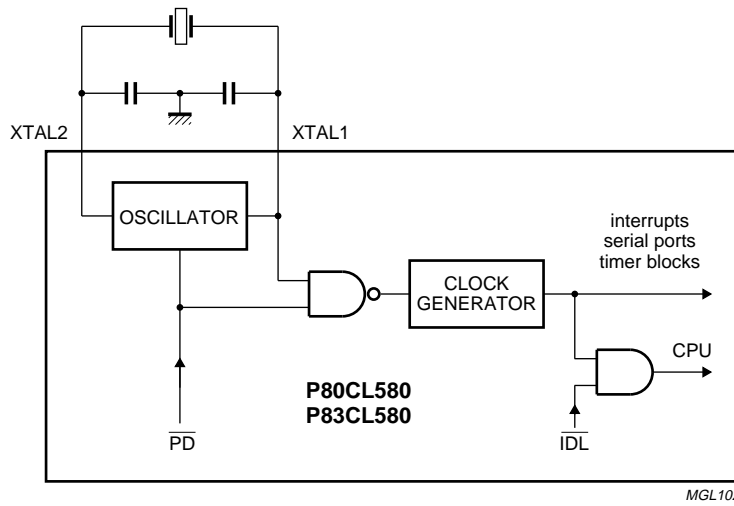 XTAL2
XTAL1
OSCILLATOR
interrupts
serial ports
timer blocks
CLOCK
GENERATOR
CPU
P80CL580
P83CL580
PD
IDL